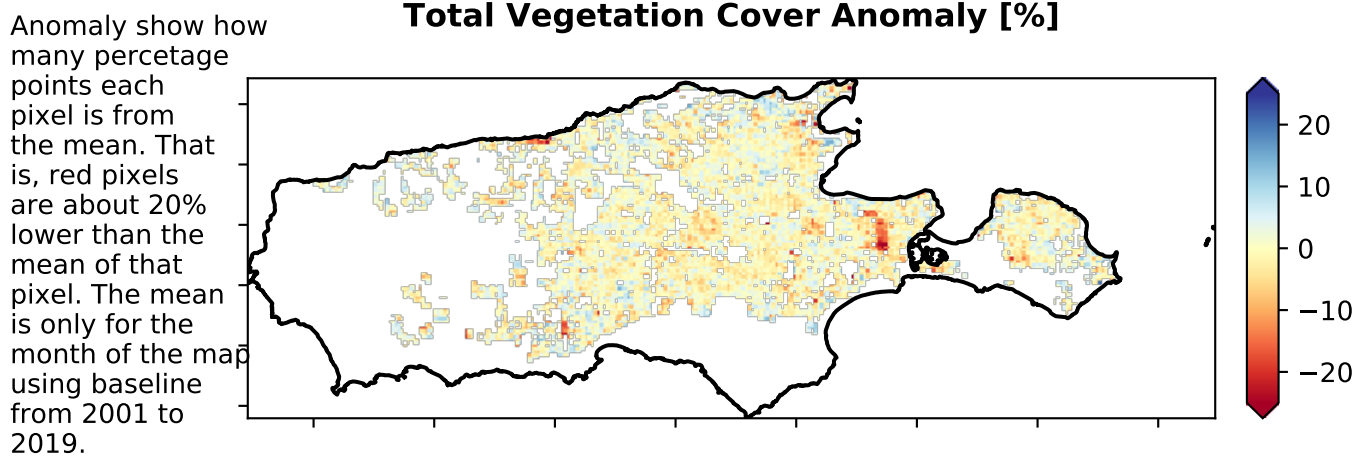 Total Vegetation Cover Anomaly [%]
Anomaly show how
many percetage
points each
pixel is from
the mean. That
is, red pixels
are about 20%
lower than the
mean of that
pixel. The mean
is only for the
month of the map
using baseline
from 2001 to
2019.
20
10
0
−10
−20